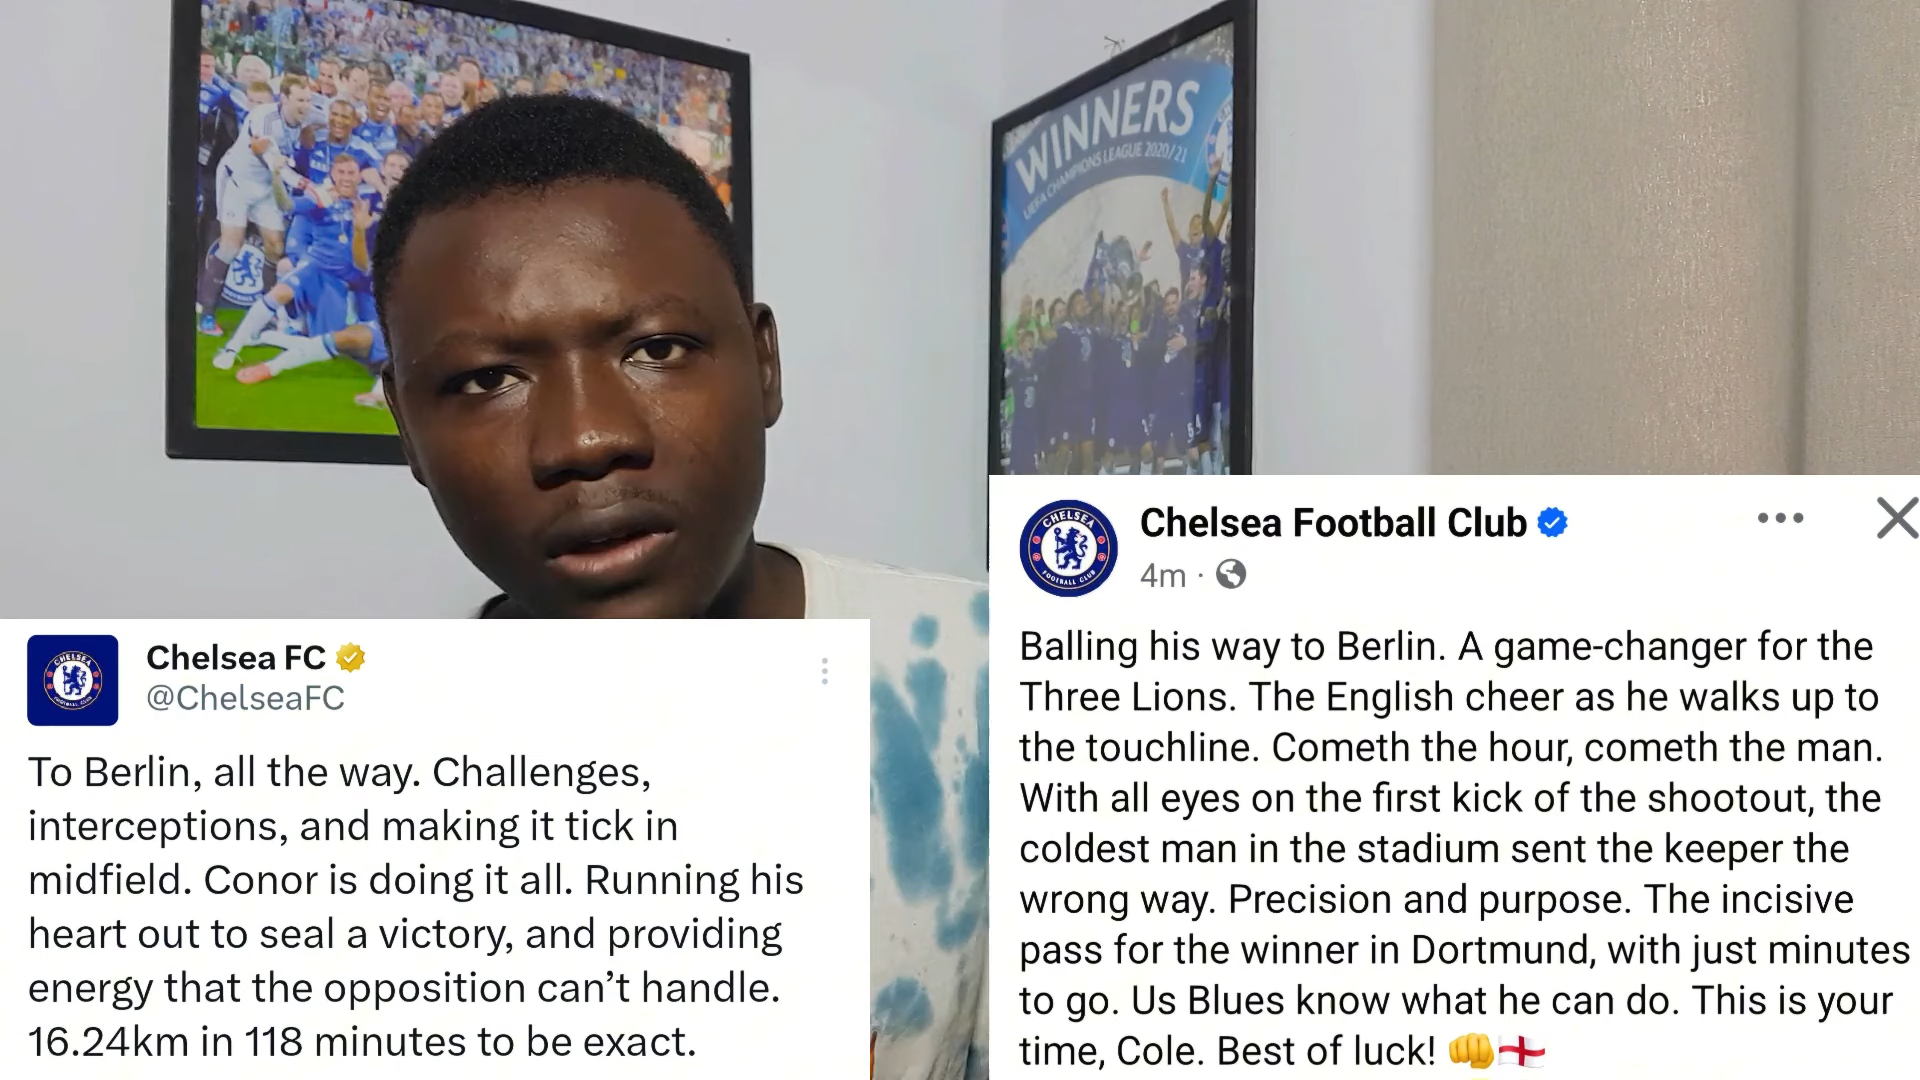 WINNERS
UEFA CHAMPIONS LEAGUE 2020/21
Chelsea FC
@ChelseaFC
To Berlin, all the way. Challenges,
interceptions, and making it tick in
midfield. Conor is doing it all. Running his
heart out to seal a victory, and providing
energy that the opposition can’t handle.
16.24km in 118 minutes to be exact.
CHELSEA
FOOTBALL CLUB
Chelsea Football Club
4m ·
Balling his way to Berlin. A game-changer for the
Three Lions. The English cheer as he walks up to
the touchline. Cometh the hour, cometh the man.
With all eyes on the first kick of the shootout, the
coldest man in the stadium sent the keeper the
wrong way. Precision and purpose. The incisive
pass for the winner in Dortmund, with just minutes
to go. Us Blues know what he can do. This is your
time, Cole. Best of luck! 👊🏴󠁧󠁢󠁥󠁮󠁧󠁿